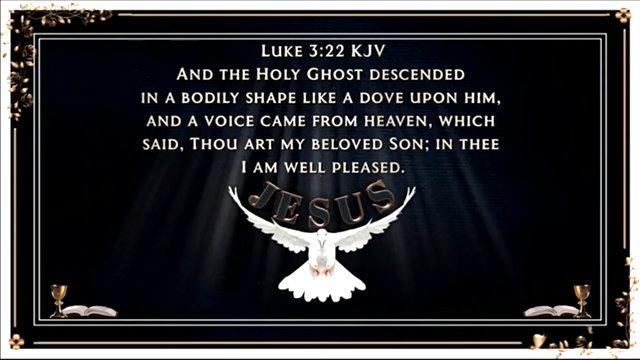 Luke 3:22 KJV
And the Holy Ghost descended
in a bodily shape like a dove upon him,
and a voice came from heaven, which
said, Thou art my beloved Son; in thee
I am well pleased.
JESUS